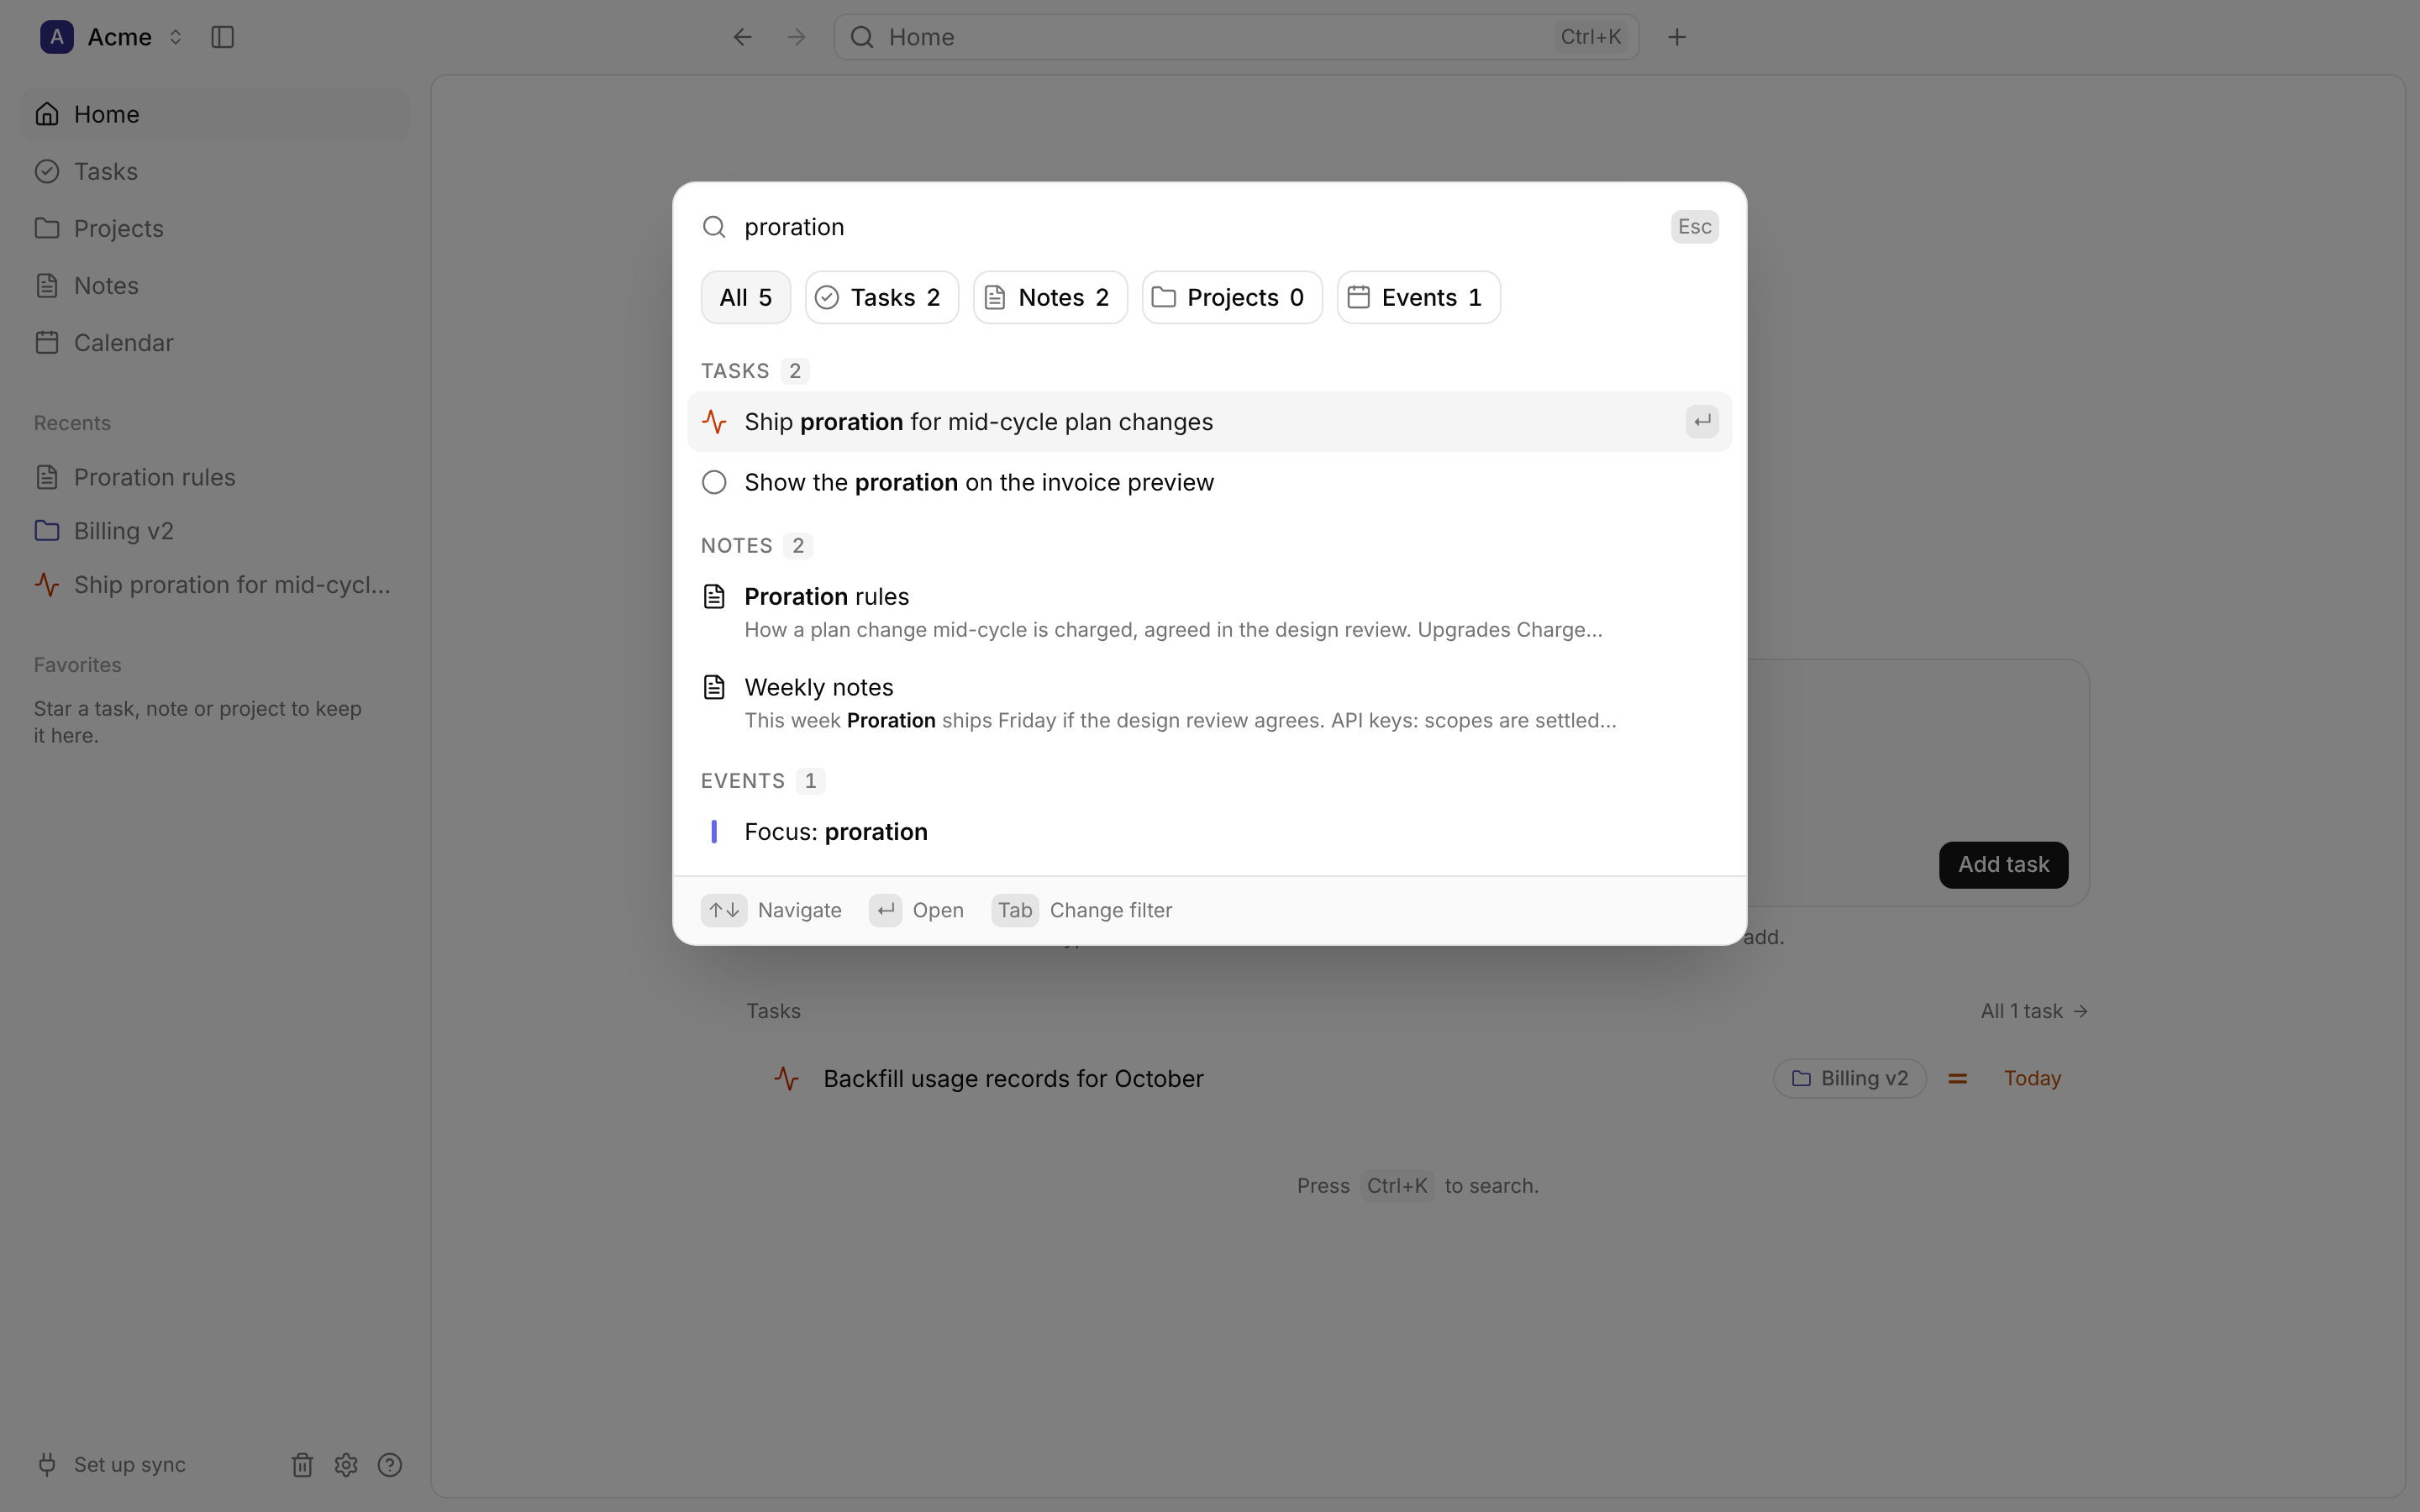 A Acme
Home Ctrl+K
Home
Tasks
Projects
Notes
Calendar
Recents
Proration rules
Billing v2
Ship proration for mid-cycl...
Favorites
Star a task, note or project to keep
it here.
Set up sync
proration Esc
All 5 Tasks 2 Notes 2 Projects 0 Events 1
TASKS 2
Ship proration for mid-cycle plan changes
Show the proration on the invoice preview
NOTES 2
Proration rules
How a plan change mid-cycle is charged, agreed in the design review. Upgrades Charge...
Weekly notes
This week Proration ships Friday if the design review agrees. API keys: scopes are settled...
EVENTS 1
Focus: proration
Navigate Open Tab Change filter
Add task
add.
Tasks All 1 task
Backfill usage records for October Billing v2 Today
Press Ctrl+K to search.